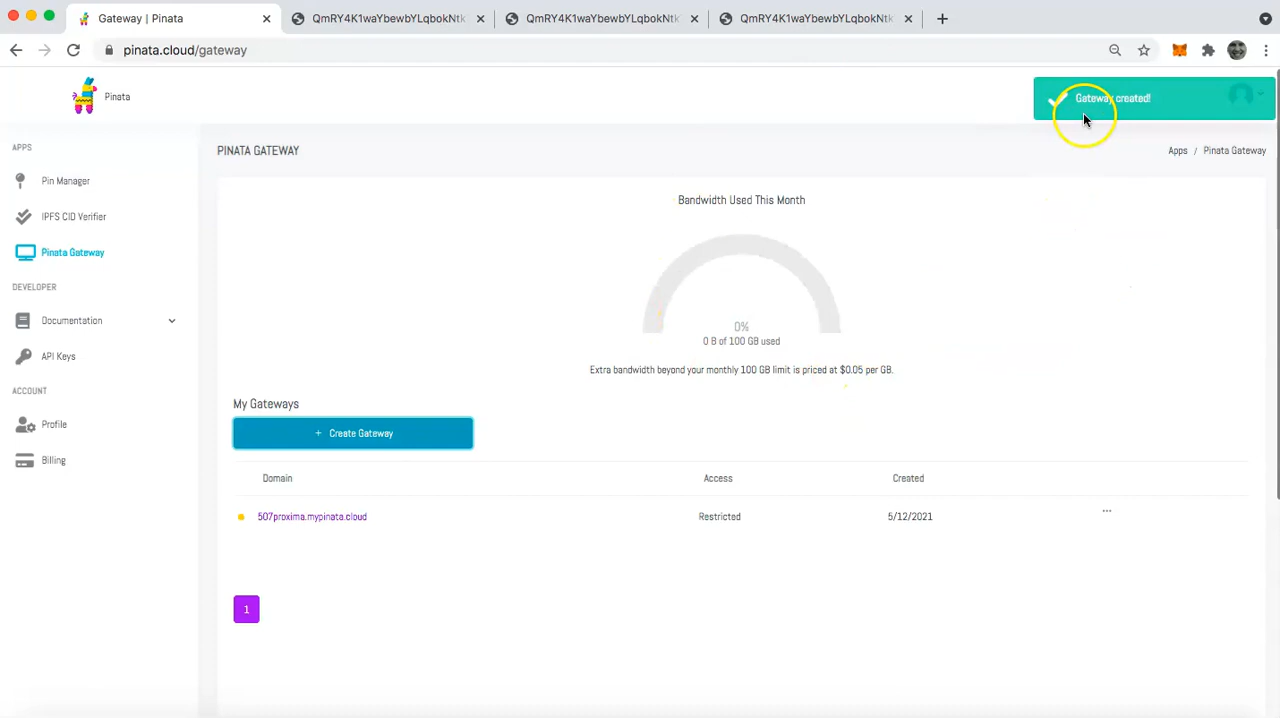 Gateway | Pinata
QmRY4K1waYbewbYLqbokNtk
QmRY4K1waYbewbYLqbokNtk
QmRY4K1waYbewbYLqbokNtk
pinata.cloud/gateway
Pinata
Gateway created!
APPS
Pin Manager
IPFS CID Verifier
Pinata Gateway
DEVELOPER
Documentation
API Keys
ACCOUNT
Profile
Billing
PINATA GATEWAY
Apps / Pinata Gateway
Bandwidth Used This Month
0%
0 B of 100 GB used
Extra bandwidth beyond your monthly 100 GB limit is priced at $0.05 per GB.
My Gateways
+ Create Gateway
Domain Access Created
507proxima.mypinata.cloud Restricted 5/12/2021 ...
1